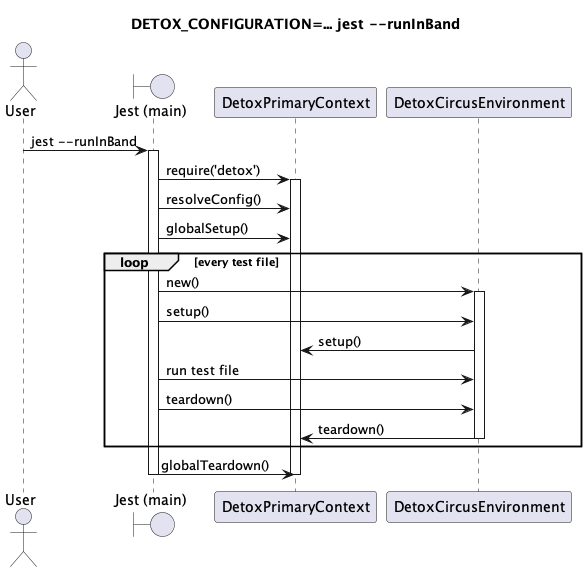 DETOX_CONFIGURATION=... jest --runInBand
User
Jest (main)
DetoxPrimaryContext
DetoxCircusEnvironment
jest --runInBand
require('detox')
resolveConfig()
globalSetup()
loop
[every test file]
new()
setup()
setup()
run test file
teardown()
teardown()
globalTeardown()
User
Jest (main)
DetoxPrimaryContext
DetoxCircusEnvironment